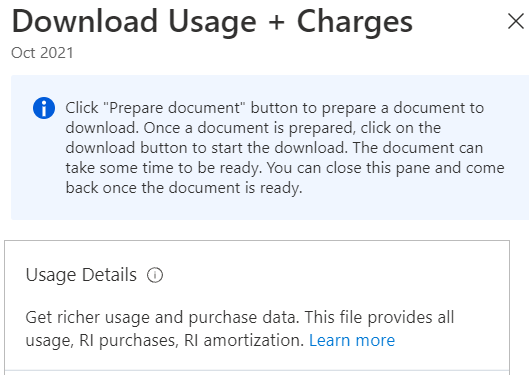 Download Usage + Charges
Oct 2021
Click "Prepare document" button to prepare a document to
download. Once a document is prepared, click on the
download button to start the download. The document can
take some time to be ready. You can close this pane and come
back once the document is ready.
Usage Details
Get richer usage and purchase data. This file provides all
usage, RI purchases, RI amortization. Learn more